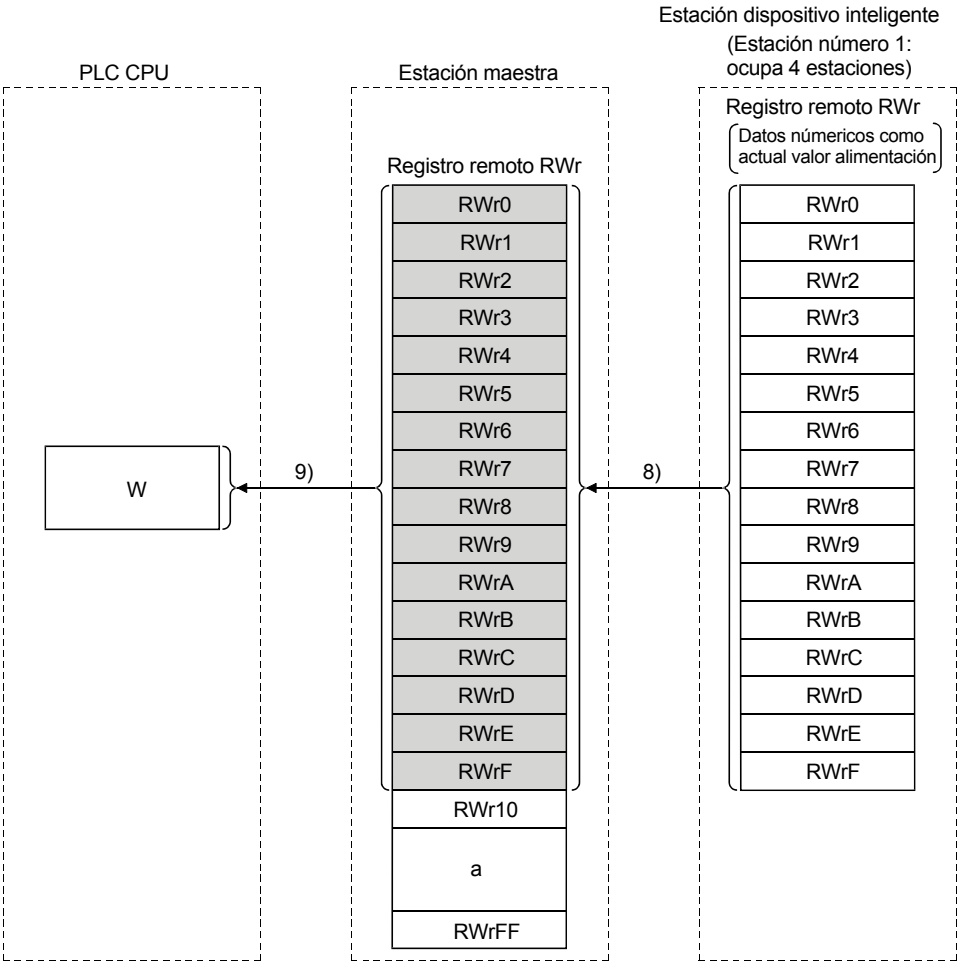 Estación dispositivo inteligente
(Estación número 1:
ocupa 4 estaciones)
PLC CPU
Estación maestra
Registro remoto RWr
Datos númericos como
actual valor alimentación
Registro remoto RWr
RWr0
RWr1
RWr2
RWr3
RWr4
RWr5
RWr6
RWr7
RWr8
RWr9
RWrA
RWrB
RWrC
RWrD
RWrE
RWrF
RWr10
a
RWrFF
RWr0
RWr1
RWr2
RWr3
RWr4
RWr5
RWr6
RWr7
RWr8
RWr9
RWrA
RWrB
RWrC
RWrD
RWrE
RWrF
W
9)
8)